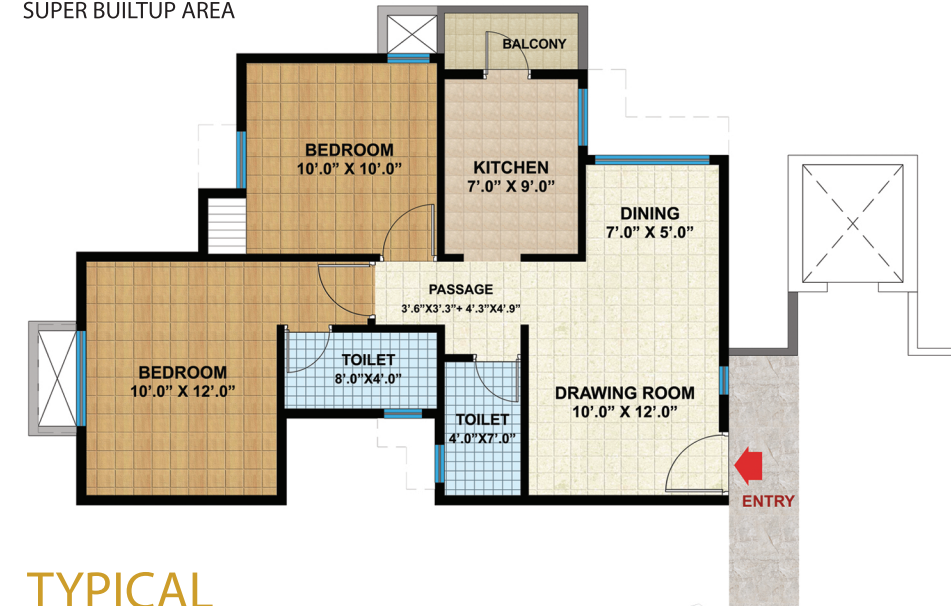 SUPER BUILTUP AREA
BALCONY
BEDROOM
10'.0" X 10'.0"
KITCHEN
7'.0" X 9'.0"
DINING
7'.0" X 5'.0"
PASSAGE
3'.6"X3'.3"+ 4'.3"X4'.9"
BEDROOM
10'.0" X 12'.0"
TOILET
8'.0"X4'.0"
TOILET
4'.0"X7'.0"
DRAWING ROOM
10'.0" X 12'.0"
ENTRY
TYPICAL